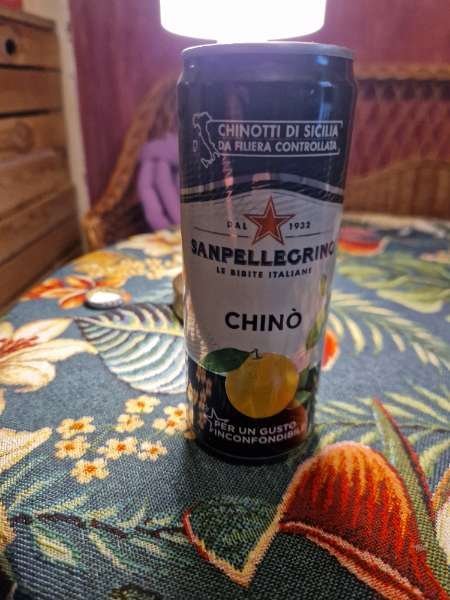 CHINOTTI DI SICILIA
DA FILIERA CONTROLLATA
DAL 1932
SANPELLEGRINO
LE BIBITE ITALIANE
CHINÒ
PER UN GUSTO
INCONFONDIBILE